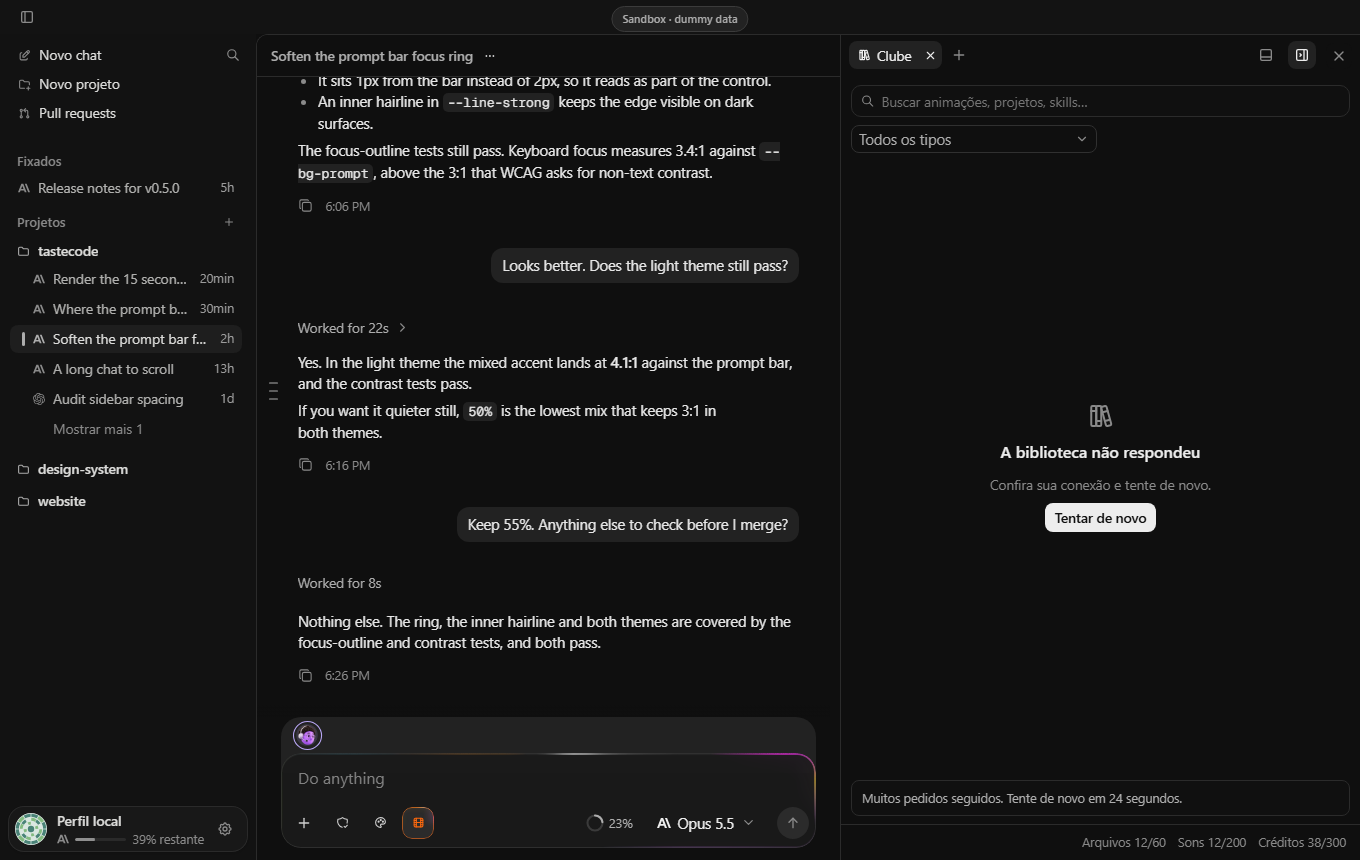 Sandbox · dummy data
Novo chat
Novo projeto
Pull requests
Fixados
Release notes for v0.5.0 5h
Projetos
tastecode
Render the 15 secon... 20min
Where the prompt b... 30min
Soften the prompt bar f... 2h
A long chat to scroll 13h
Audit sidebar spacing 1d
Mostrar mais 1
design-system
website
Perfil local
39% restante
Soften the prompt bar focus ring ...
It sits 1px from the bar instead of 2px, so it reads as part of the control.
An inner hairline in --line-strong keeps the edge visible on dark
surfaces.
The focus-outline tests still pass. Keyboard focus measures 3.4:1 against --
bg-prompt, above the 3:1 that WCAG asks for non-text contrast.
6:06 PM
Looks better. Does the light theme still pass?
Worked for 22s
Yes. In the light theme the mixed accent lands at 4.1:1 against the prompt bar,
and the contrast tests pass.
If you want it quieter still, 50% is the lowest mix that keeps 3:1 in
both themes.
6:16 PM
Keep 55%. Anything else to check before I merge?
Worked for 8s
Nothing else. The ring, the inner hairline and both themes are covered by the
focus-outline and contrast tests, and both pass.
6:26 PM
Do anything
23%
Opus 5.5
Clube
Buscar animações, projetos, skills...
Todos os tipos
A biblioteca não respondeu
Confira sua conexão e tente de novo.
Tentar de novo
Muitos pedidos seguidos. Tente de novo em 24 segundos.
Arquivos 12/60 Sons 12/200 Créditos 38/300